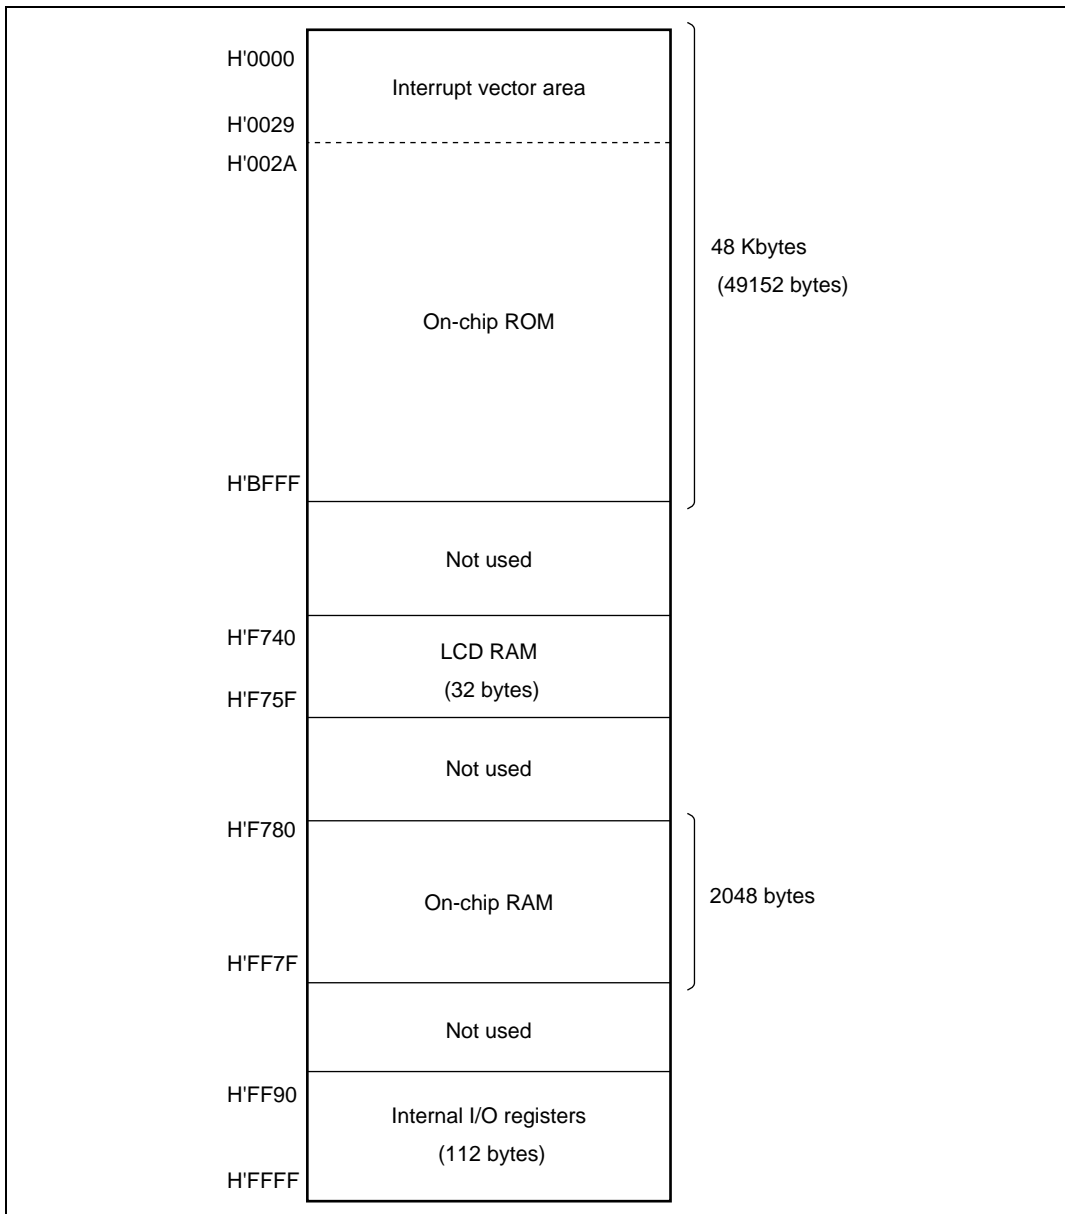 H'0000
Interrupt vector area
H'0029
H'002A
48 Kbytes
(49152 bytes)
On-chip ROM
H'BFFF
Not used
H'F740
LCD RAM
(32 bytes)
H'F75F
Not used
H'F780
On-chip RAM
2048 bytes
H'FF7F
Not used
H'FF90
Internal I/O registers
(112 bytes)
H'FFFF